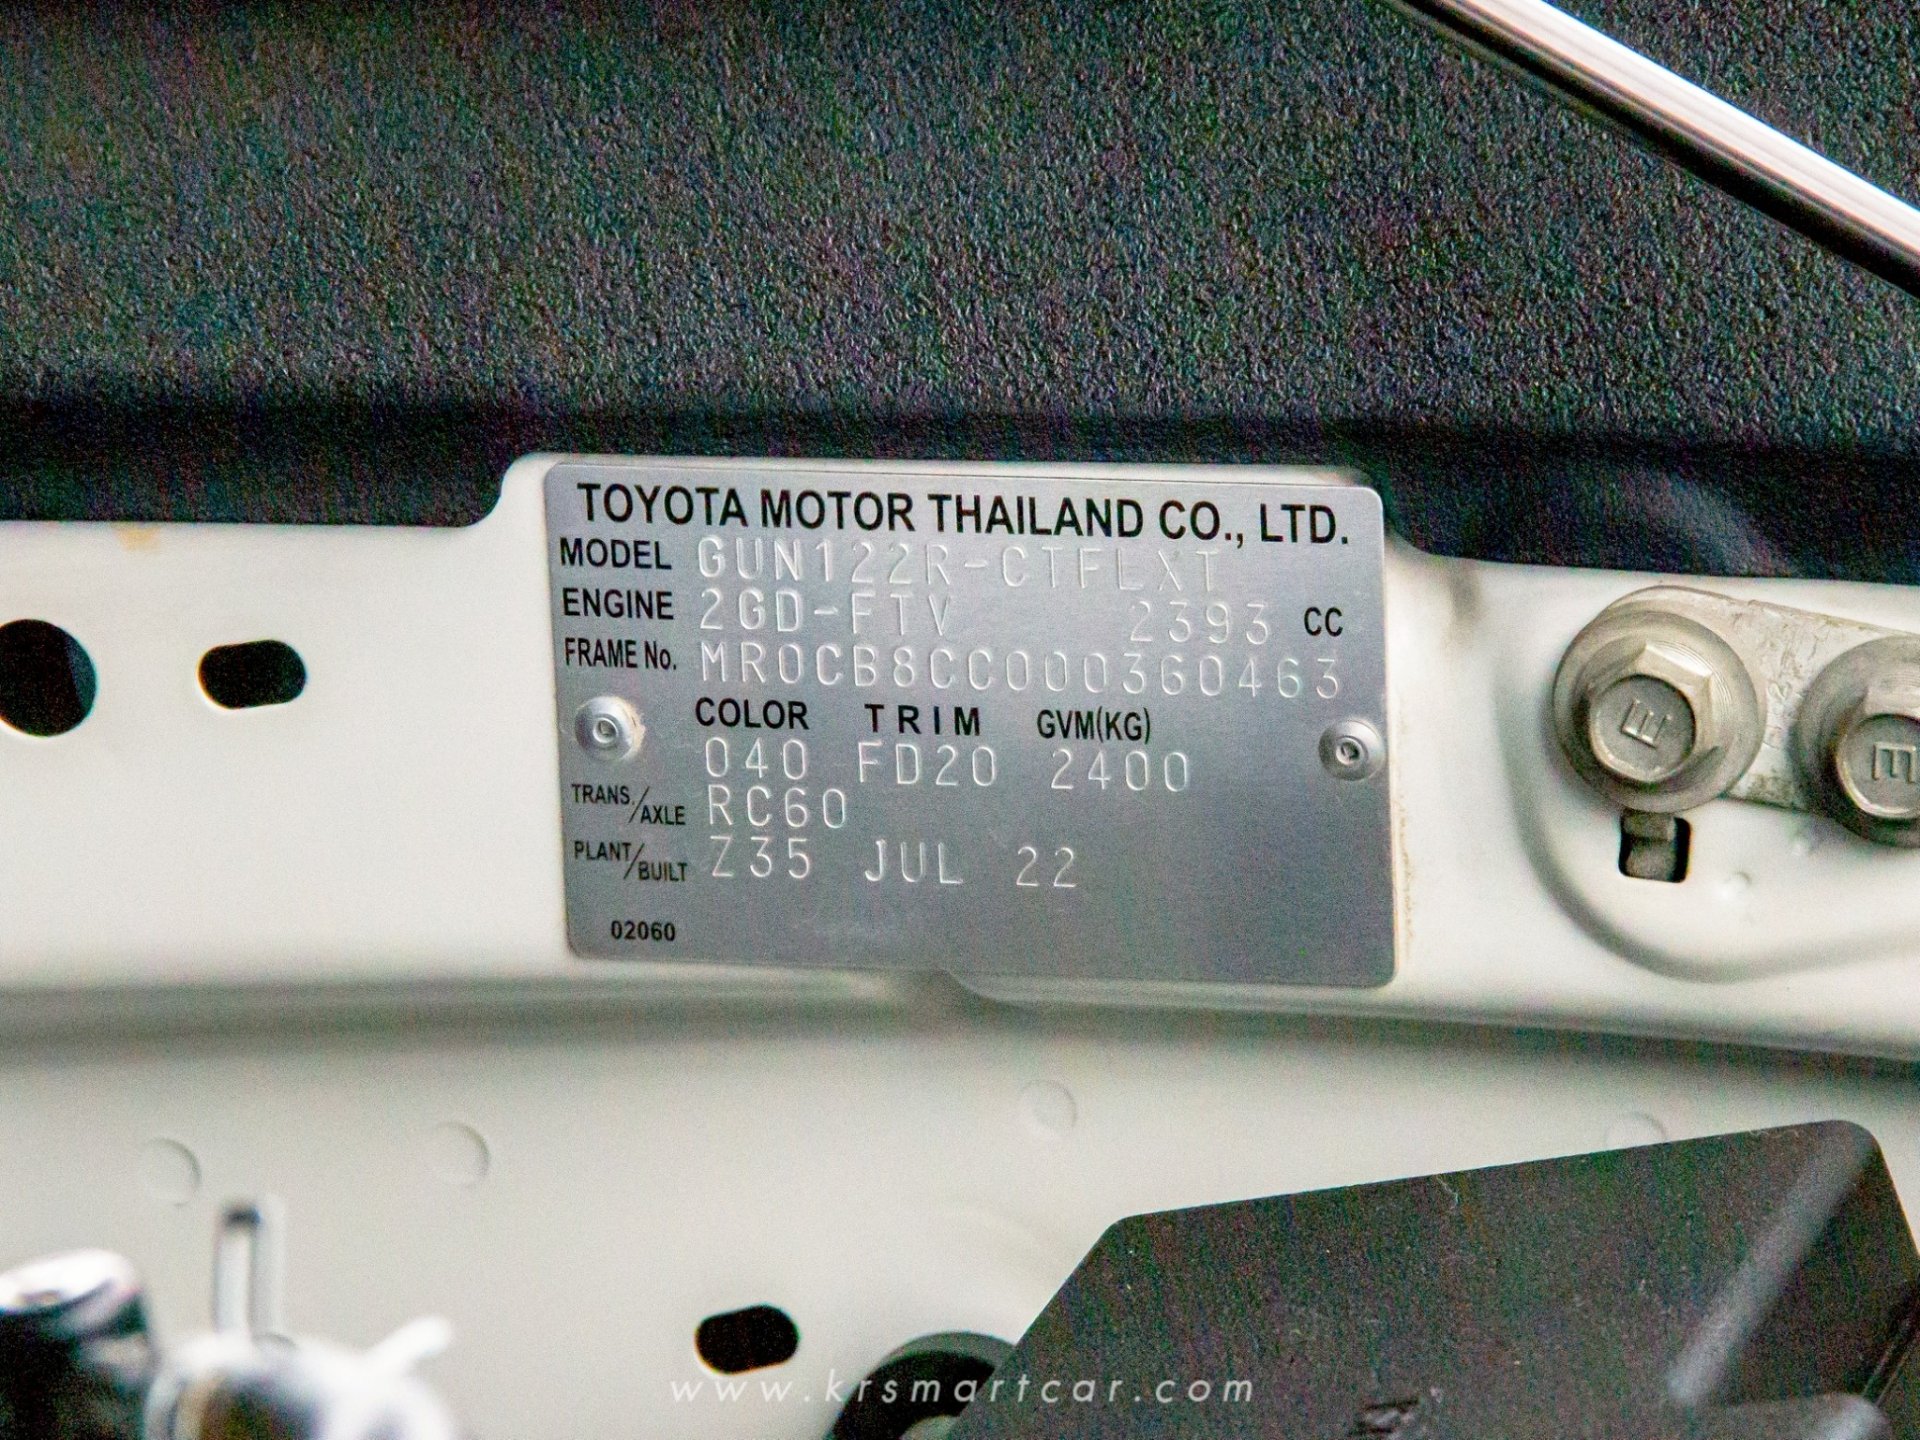 TOYOTA MOTOR THAILAND CO., LTD.
MODEL GUN122R-CTFLXT
ENGINE 2GD-FTV 2393 CC
FRAME No. MR0CB8CC000360463
COLOR TRIM GVM(KG)
040 FD20 2400
TRANS./AXLE RC60
PLANT/BUILT Z35 JUL 22
02060
E
E
www.krsmartcar.com